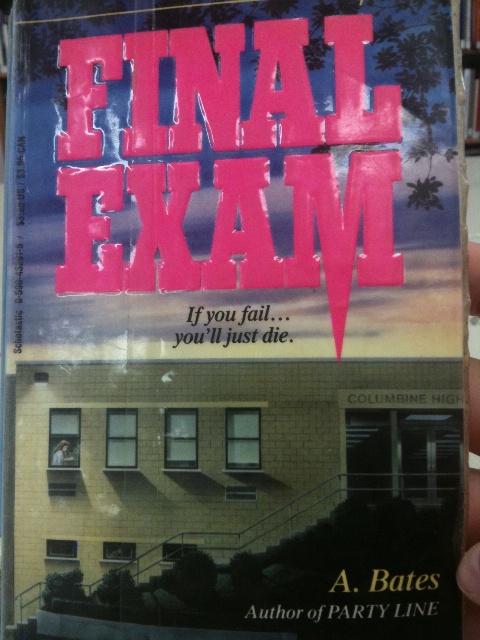 FINAL
EXAM
If you fail...
you'll just die.
COLUMBINE HIGH
A. Bates
Author of PARTY LINE
Scholastic